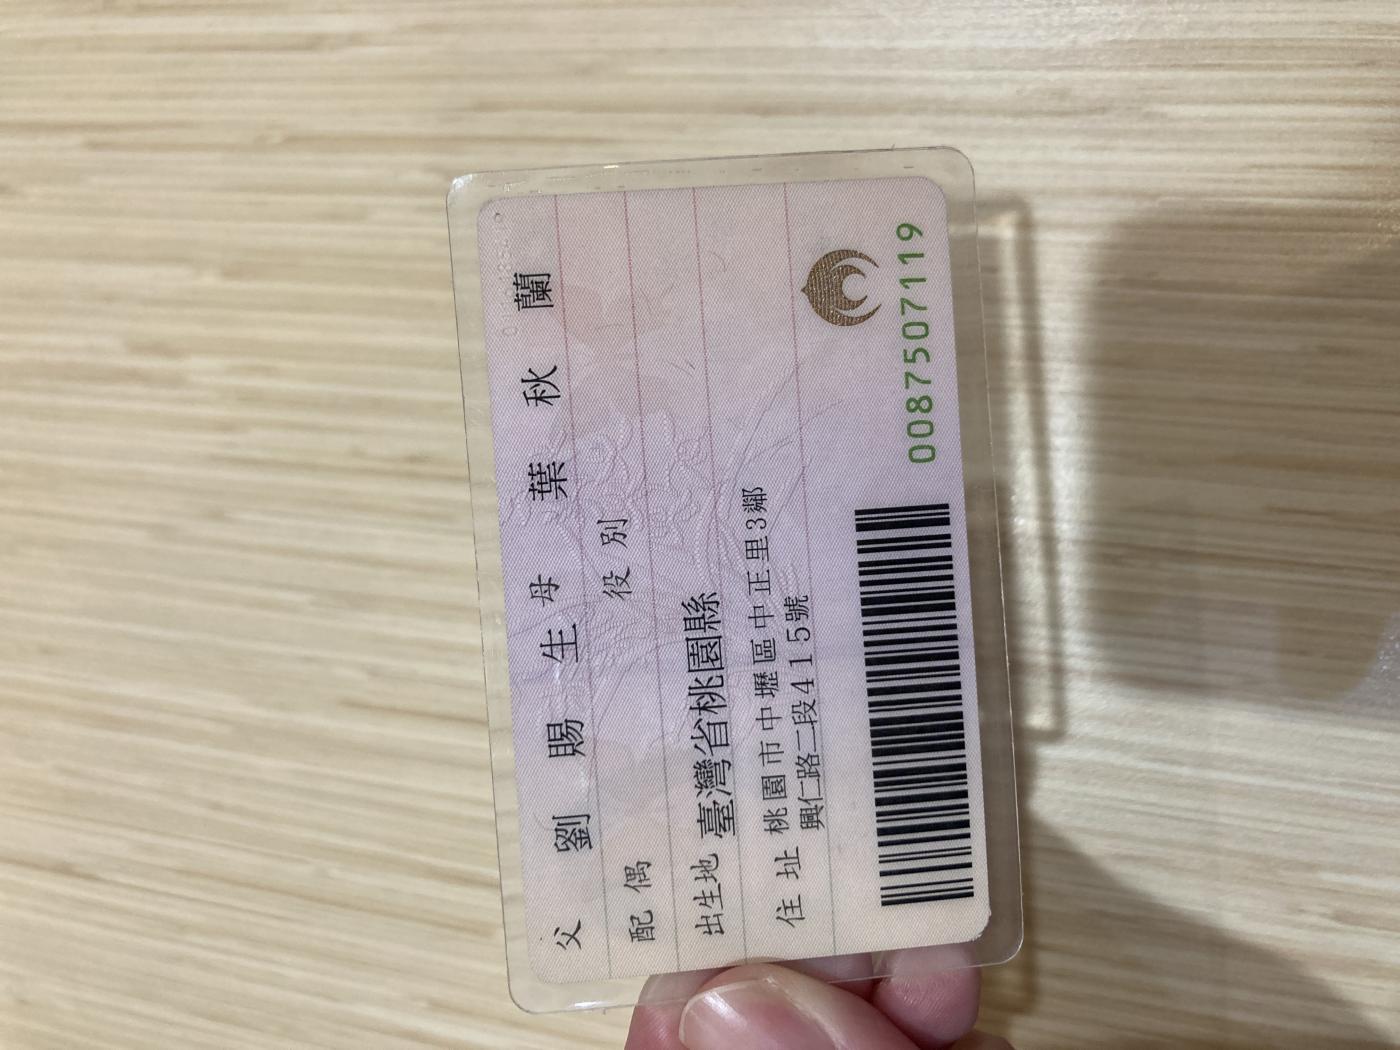 父 劉賜生 母 葉秋蘭
配偶 役別
出生地 臺灣省桃園縣
住址 桃園市中壢區中正里3鄰
興仁路二段415號
0087507119